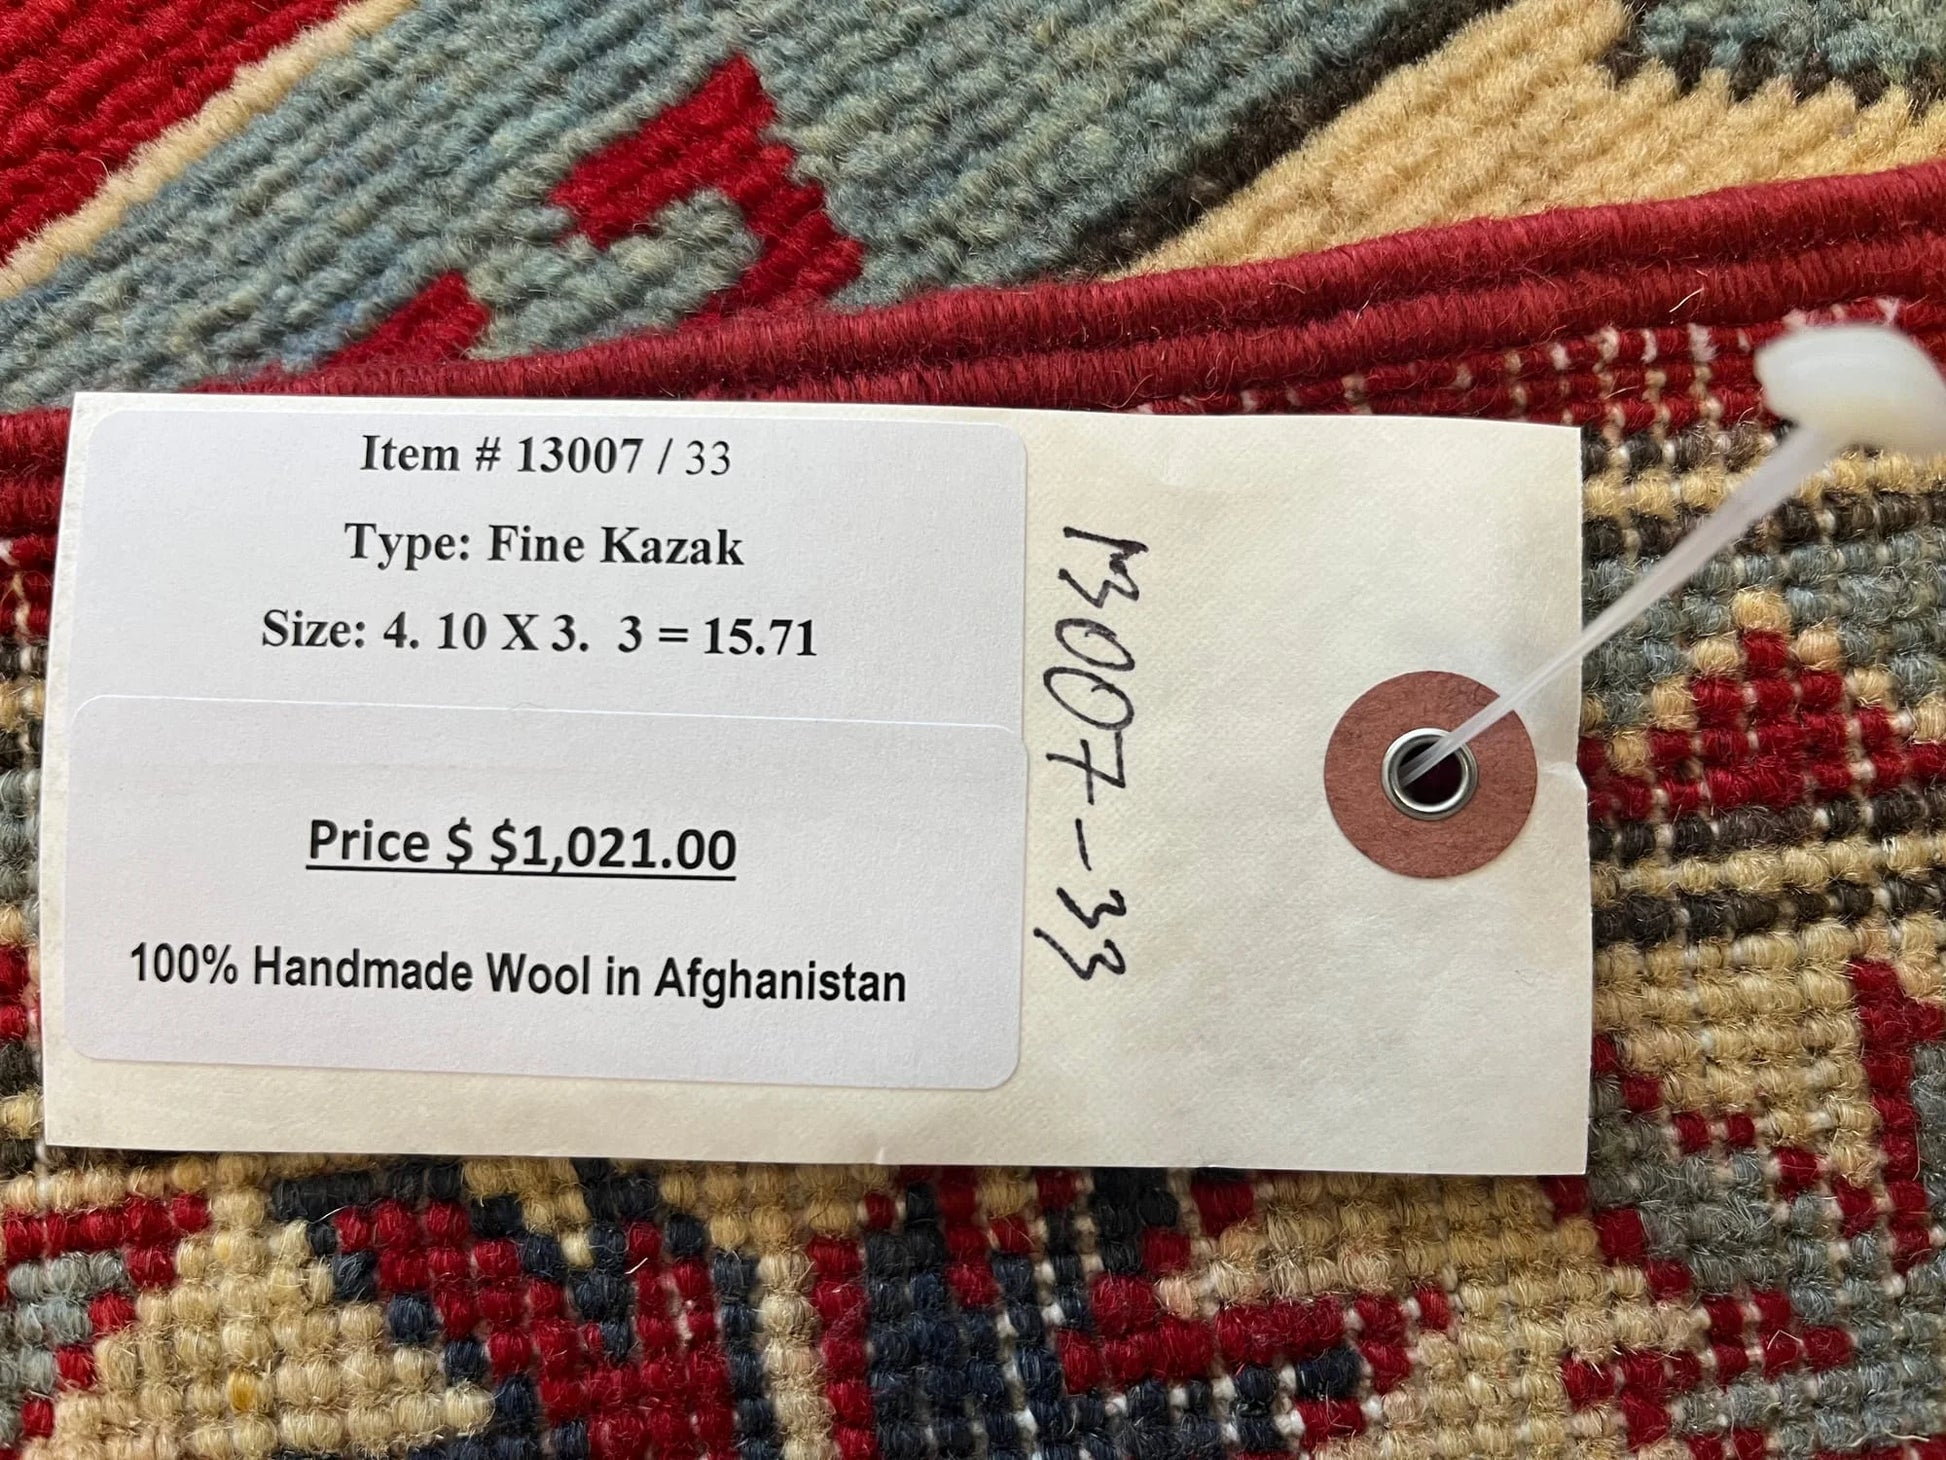 Item # 13007 / 33
Type: Fine Kazak
Size: 4. 10 X 3.  3 = 15.71
Price $ $1,021.00
100% Handmade Wool in Afghanistan
13007-33